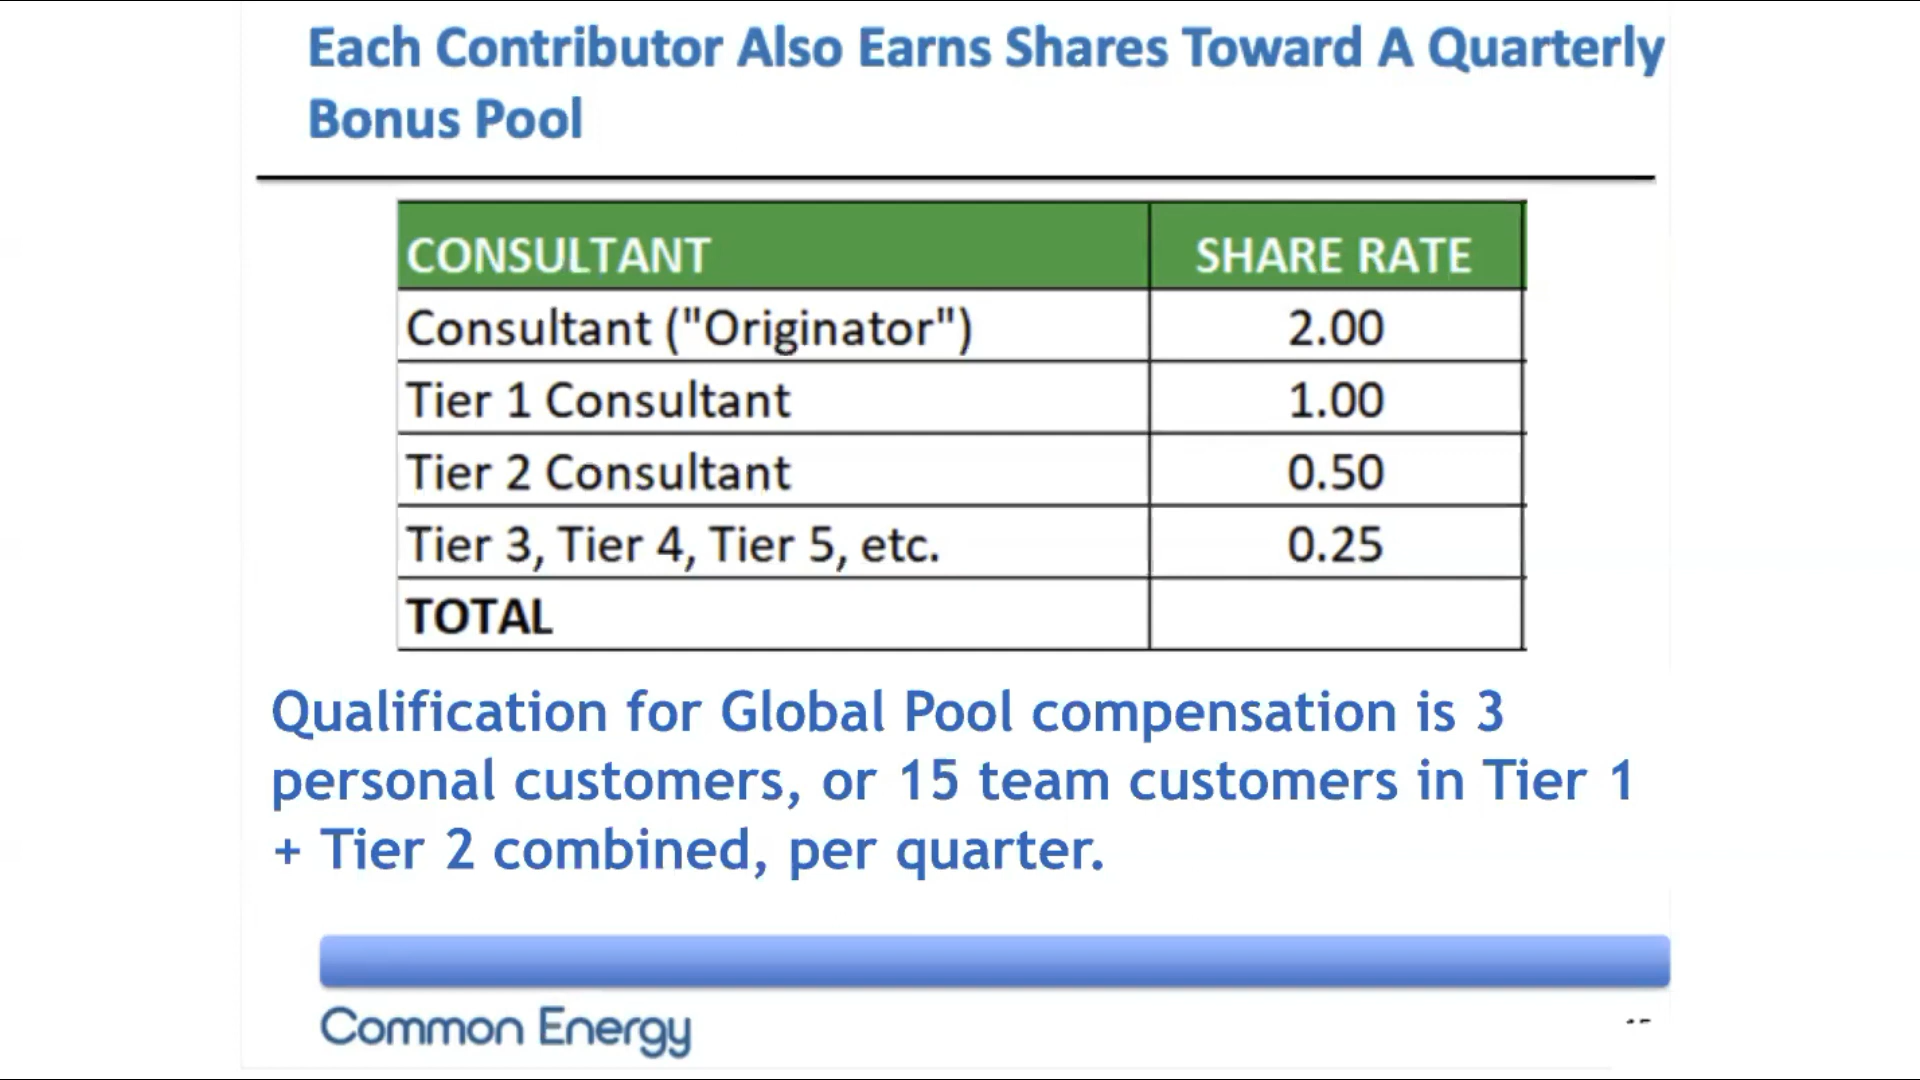 Each Contributor Also Earns Shares Toward A Quarterly
Bonus Pool
CONSULTANT SHARE RATE
Consultant ("Originator") 2.00
Tier 1 Consultant 1.00
Tier 2 Consultant 0.50
Tier 3, Tier 4, Tier 5, etc. 0.25
TOTAL
Qualification for Global Pool compensation is 3
personal customers, or 15 team customers in Tier 1
+ Tier 2 combined, per quarter.
Common Energy